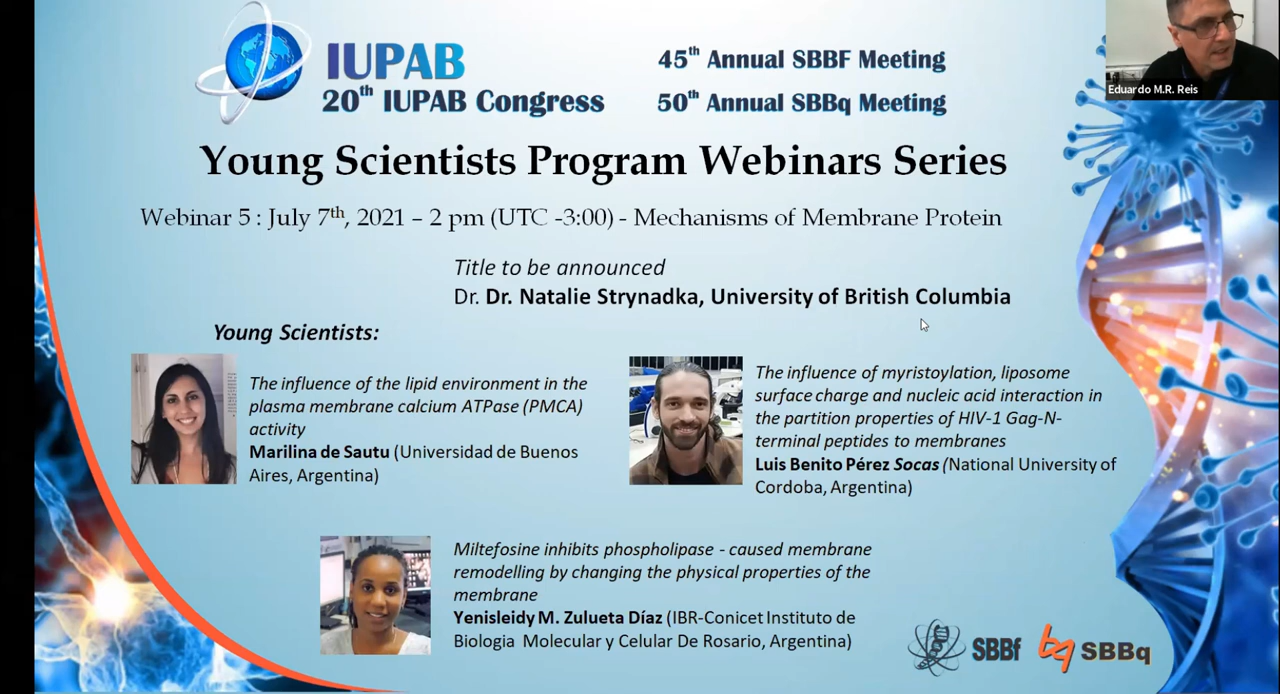 IUPAB
20th IUPAB Congress
45th Annual SBBF Meeting
50th Annual SBBq Meeting
Eduardo M.R. Reis
Young Scientists Program Webinars Series
Webinar 5 : July 7th, 2021 – 2 pm (UTC -3:00) - Mechanisms of Membrane Protein
Title to be announced
Dr. Dr. Natalie Strynadka, University of British Columbia
Young Scientists:
The influence of the lipid environment in the
plasma membrane calcium ATPase (PMCA)
activity
Marilina de Sautu (Universidad de Buenos
Aires, Argentina)
The influence of myristoylation, liposome
surface charge and nucleic acid interaction in
the partition properties of HIV-1 Gag-N-
terminal peptides to membranes
Luis Benito Pérez Socas (National University of
Cordoba, Argentina)
Miltefosine inhibits phospholipase - caused membrane
remodelling by changing the physical properties of the
membrane
Yenisleidy M. Zulueta Díaz (IBR-Conicet Instituto de
Biologia Molecular y Celular De Rosario, Argentina)
SBBf
bq SBBq